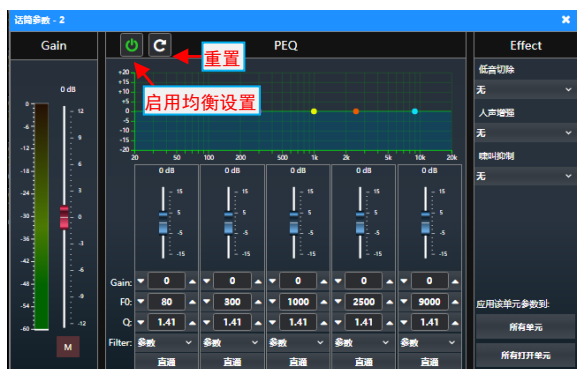 话筒参数 - 2
Gain
PEQ
Effect
重置
启用均衡设置
0 dB
0
-6
-12
-18
-24
-30
-36
-42
-48
-54
-60
12
9
6
3
0
-3
-6
-9
-12
M
+20
+15
+10
+5
0
-5
-10
-15
-20
20 50 100 200 500 1k 2k 5k 10k 20k
0 dB 0 dB 0 dB 0 dB 0 dB
15 15 15 15 15
5 5 5 5 5
-5 -5 -5 -5 -5
-15 -15 -15 -15 -15
Gain: 0 0 0 0 0
F0: 80 300 1000 2500 9000
Q: 1.41 1.41 1.41 1.41 1.41
Filter: 参数 参数 参数 参数 参数
直通 直通 直通 直通 直通
低音切除
无
人声增强
无
啸叫抑制
无
应用该单元参数到:
所有单元
所有打开单元